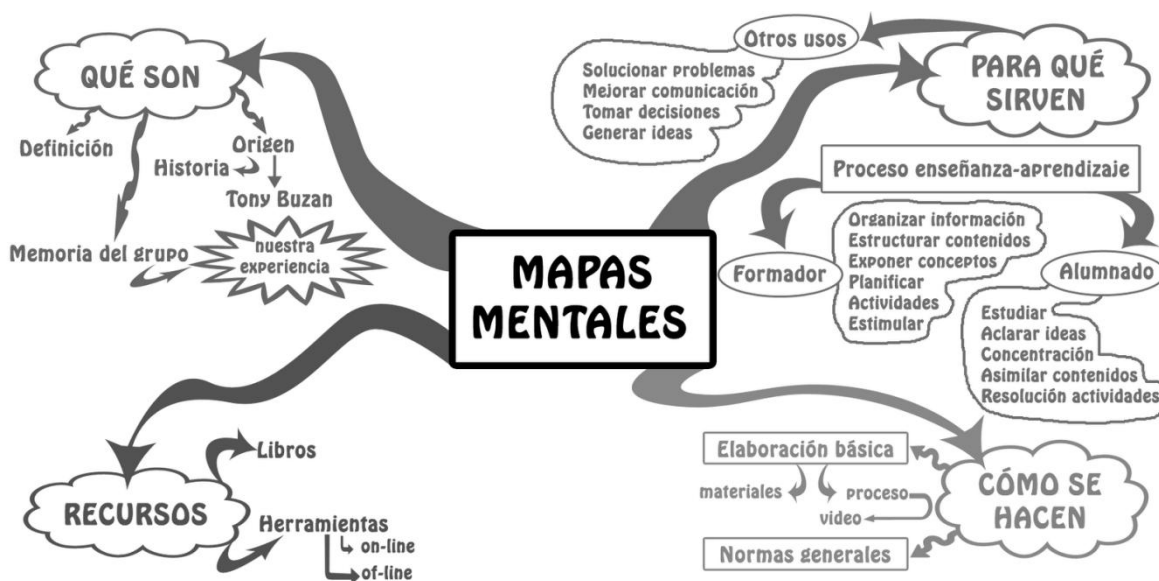 MAPAS
MENTALES
QUÉ SON
Definición
Origen
Historia
Tony Buzan
Memoria del grupo
nuestra
experiencia
PARA QUÉ
SIRVEN
Otros usos
Solucionar problemas
Mejorar comunicación
Tomar decisiones
Generar ideas
Proceso enseñanza-aprendizaje
Formador
Organizar información
Estructurar contenidos
Exponer conceptos
Planificar
Actividades
Estimular
Alumnado
Estudiar
Aclarar ideas
Concentración
Asimilar contenidos
Resolución actividades
CÓMO SE
HACEN
Elaboración básica
materiales
proceso
video
Normas generales
RECURSOS
Libros
Herramientas
on-line
of-line